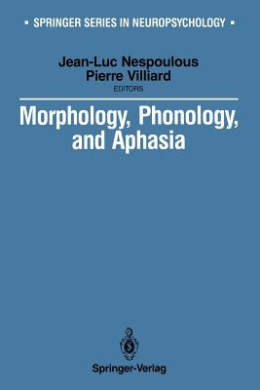 SPRINGER SERIES IN NEUROPSYCHOLOGY
Jean-Luc Nespoulous
Pierre Villiard
EDITORS
Morphology, Phonology,
and Aphasia
Springer-Verlag